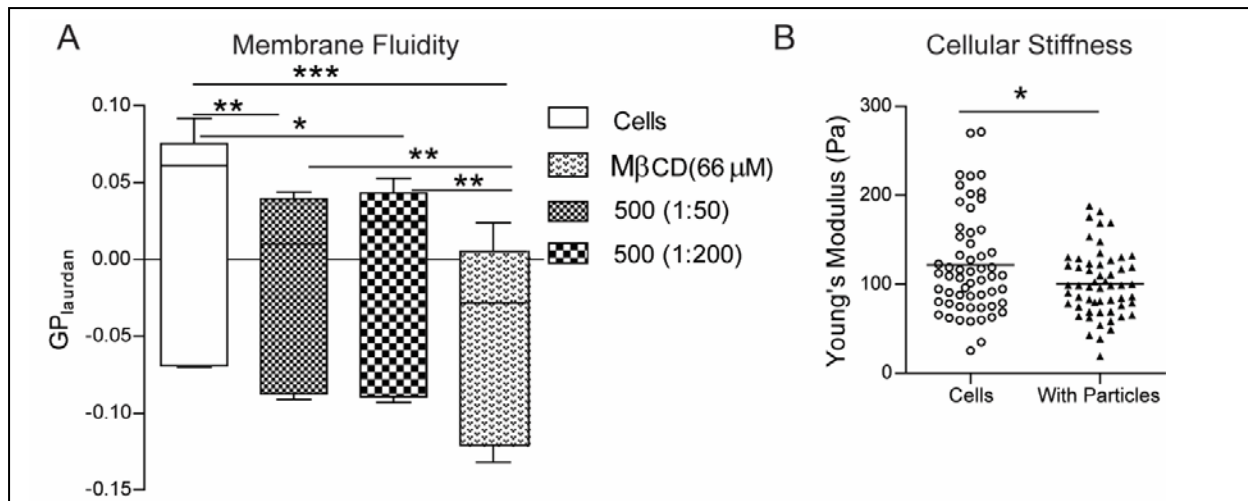 A
Membrane Fluidity
***
**
*
**
**
0.10
0.05
0.00
-0.05
-0.10
-0.15
GPlaurdan
Cells
MβCD(66 μM)
500 (1:50)
500 (1:200)
B
Cellular Stiffness
*
300
200
100
0
Young's Modulus (Pa)
Cells
With Particles